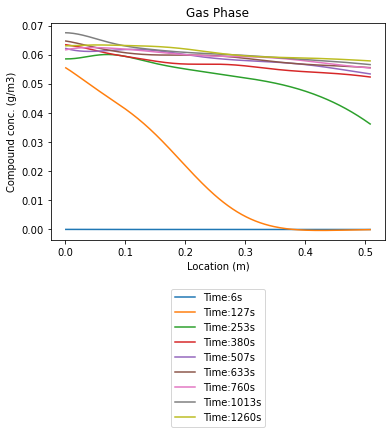 Gas Phase
Compound conc. (g/m3)
0.07
0.06
0.05
0.04
0.03
0.02
0.01
0.00
0.0 0.1 0.2 0.3 0.4 0.5
Location (m)
Time:6s
Time:127s
Time:253s
Time:380s
Time:507s
Time:633s
Time:760s
Time:1013s
Time:1260s